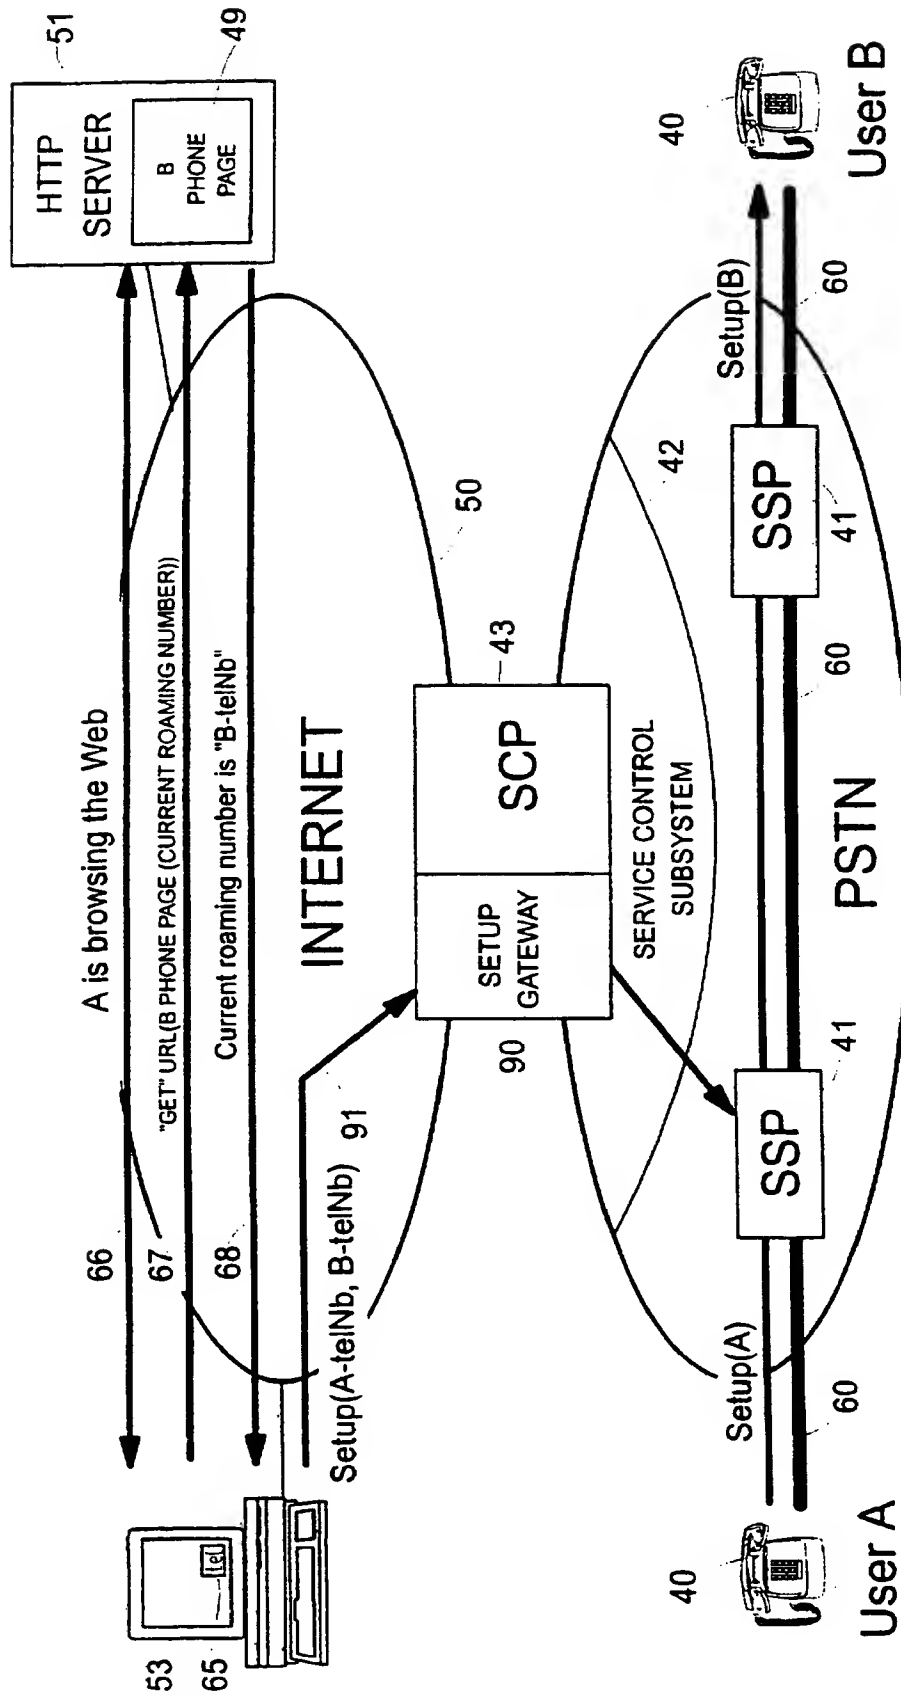 A is browsing the Web
66
"GET" URL(B PHONE PAGE (CURRENT ROAMING NUMBER))
67
Current roaming number is "B-telNb"
68
HTTP
SERVER
51
B
PHONE
PAGE
49
53
65
tel
INTERNET
50
Setup(A-telNb, B-telNb)
91
SETUP
GATEWAY
90
SCP
43
SERVICE CONTROL
SUBSYSTEM
42
Setup(A)
SSP
41
60
SSP
41
Setup(B)
60
60
PSTN
40
User A
40
User B